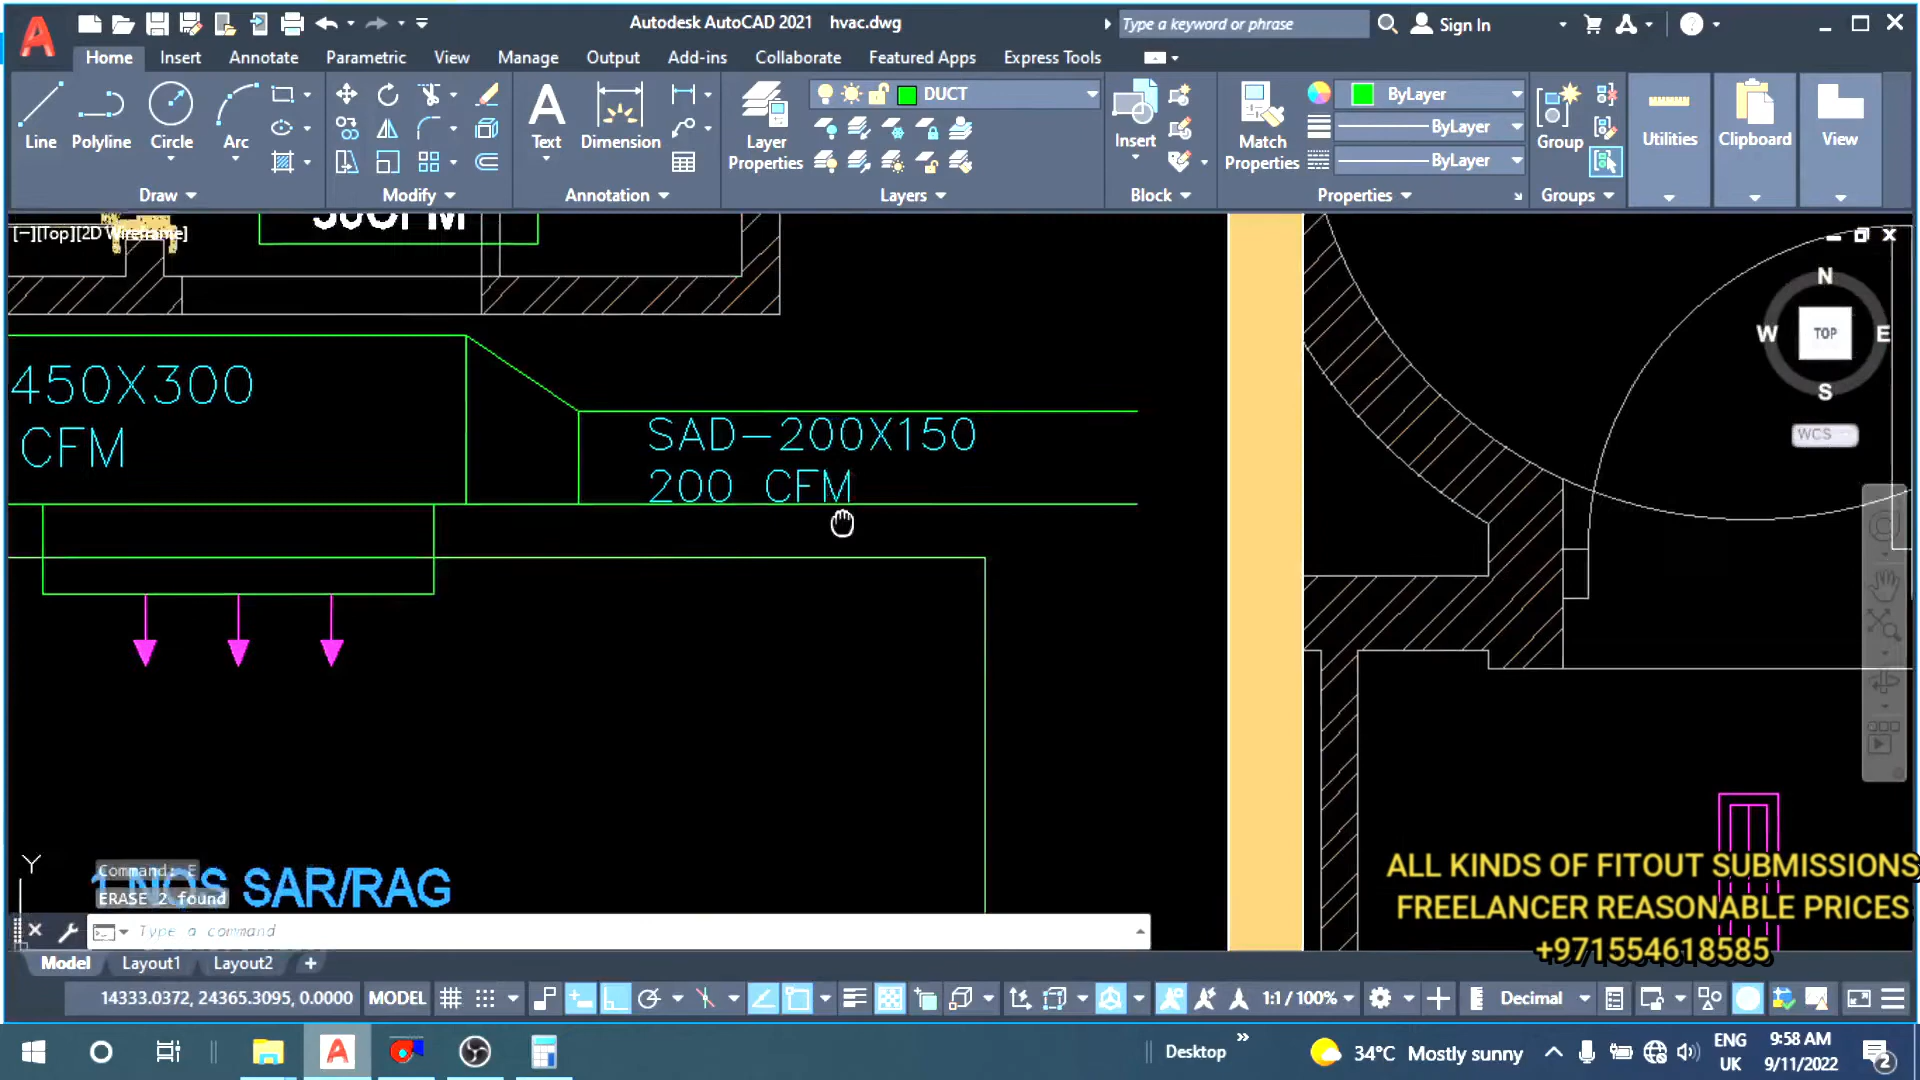 Autodesk AutoCAD 2021 hvac.dwg
Type a keyword or phrase
Sign In
Home Insert Annotate Parametric View Manage Output Add-ins Collaborate Featured Apps Express Tools
Line Polyline Circle Arc
Text Dimension
Layer Properties
DUCT
Insert
Match Properties
ByLayer
ByLayer
ByLayer
Group
Utilities Clipboard View
Draw Modify Annotation Layers Block Properties Groups
[−][Top][2D Wireframe]
50CFM
N
W TOP E
S
WCS
450X300
CFM
SAD-200X150
200 CFM
Y
Command: E
ERASE 2 found
1 NOS SAR/RAG
Type a command
ALL KINDS OF FITOUT SUBMISSIONS
FREELANCER REASONABLE PRICES
+971554618585
Model Layout1 Layout2 +
14333.0372, 24365.3095, 0.0000 MODEL 1:1 / 100% Decimal
Desktop
34°C Mostly sunny
ENG
UK
9:58 AM
9/11/2022
2